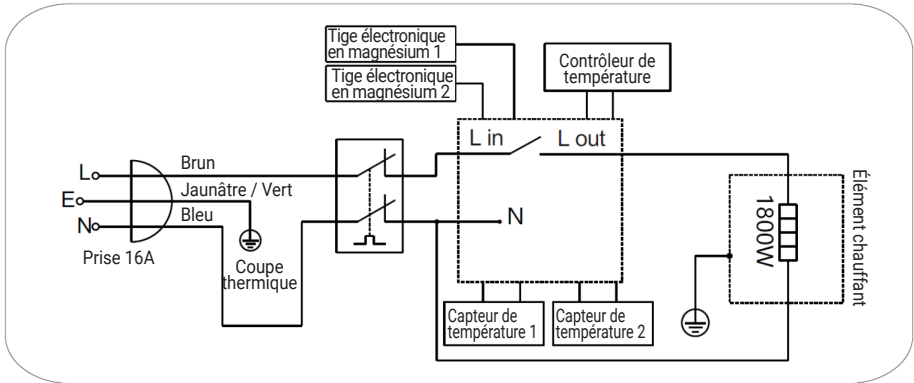 Tige électronique
en magnésium 1
Tige électronique
en magnésium 2
Contrôleur de
température
L in
L out
L
Brun
E
Jaunâtre / Vert
N
Bleu
N
Prise 16A
Coupe
thermique
1800W
Élément chauffant
Capteur de
température 1
Capteur de
température 2